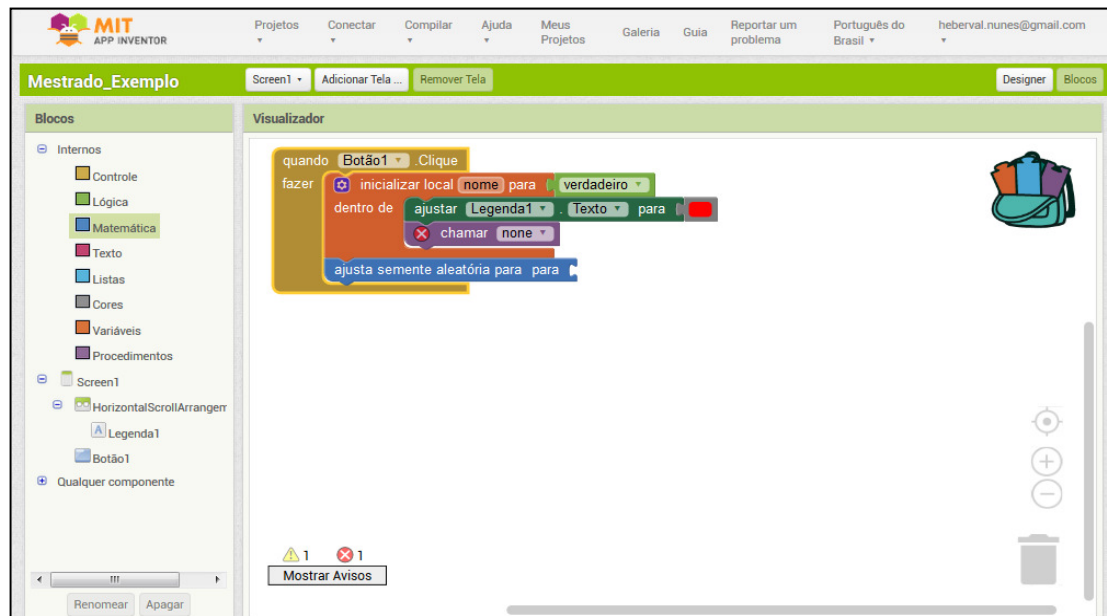 MIT
APP INVENTOR
Projetos
Conectar
Compilar
Ajuda
Meus
Projetos
Galeria
Guia
Reportar um
problema
Português do
Brasil
heberval.nunes@gmail.com
Mestrado_Exemplo
Screen1
Adicionar Tela ...
Remover Tela
Designer
Blocos
Blocos
Visualizador
Internos
Controle
Lógica
Matemática
Texto
Listas
Cores
Variáveis
Procedimentos
Screen1
HorizontalScrollArrangem
Legenda1
Botão1
Qualquer componente
Renomear
Apagar
quando Botão1 .Clique
fazer inicializar local nome para verdadeiro
dentro de ajustar Legenda1 . Texto para
chamar none
ajusta semente aleatória para para
1 1
Mostrar Avisos